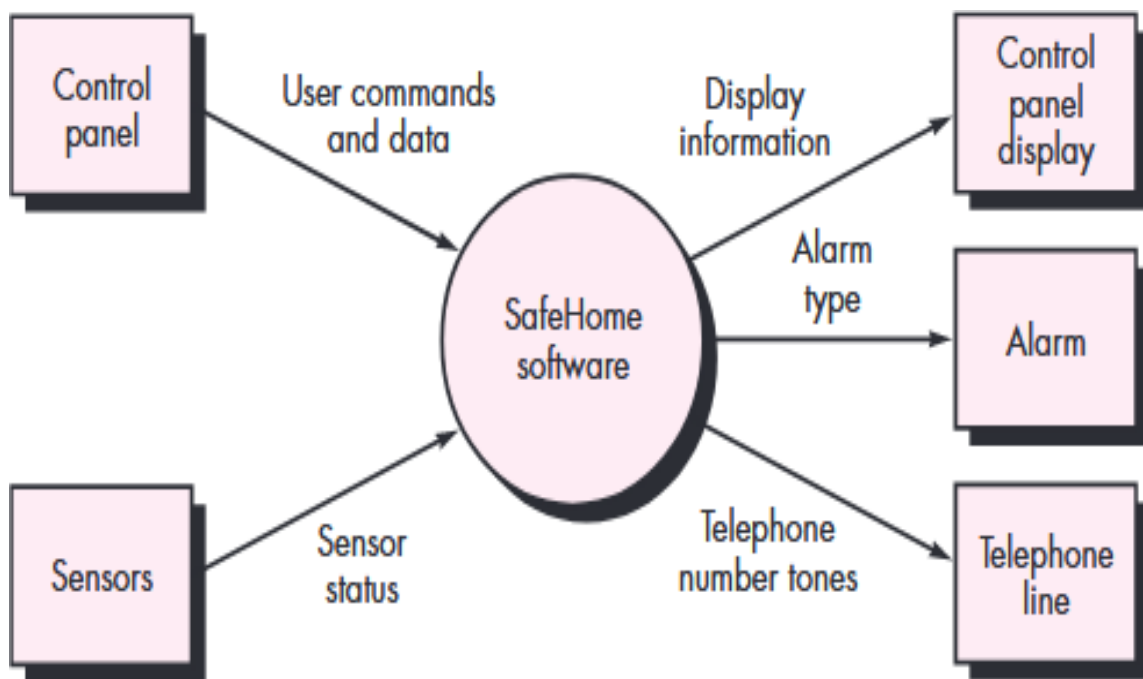 Control
panel
User commands
and data
Display
information
Control
panel
display
SafeHome
software
Alarm
type
Alarm
Sensors
Sensor
status
Telephone
number tones
Telephone
line